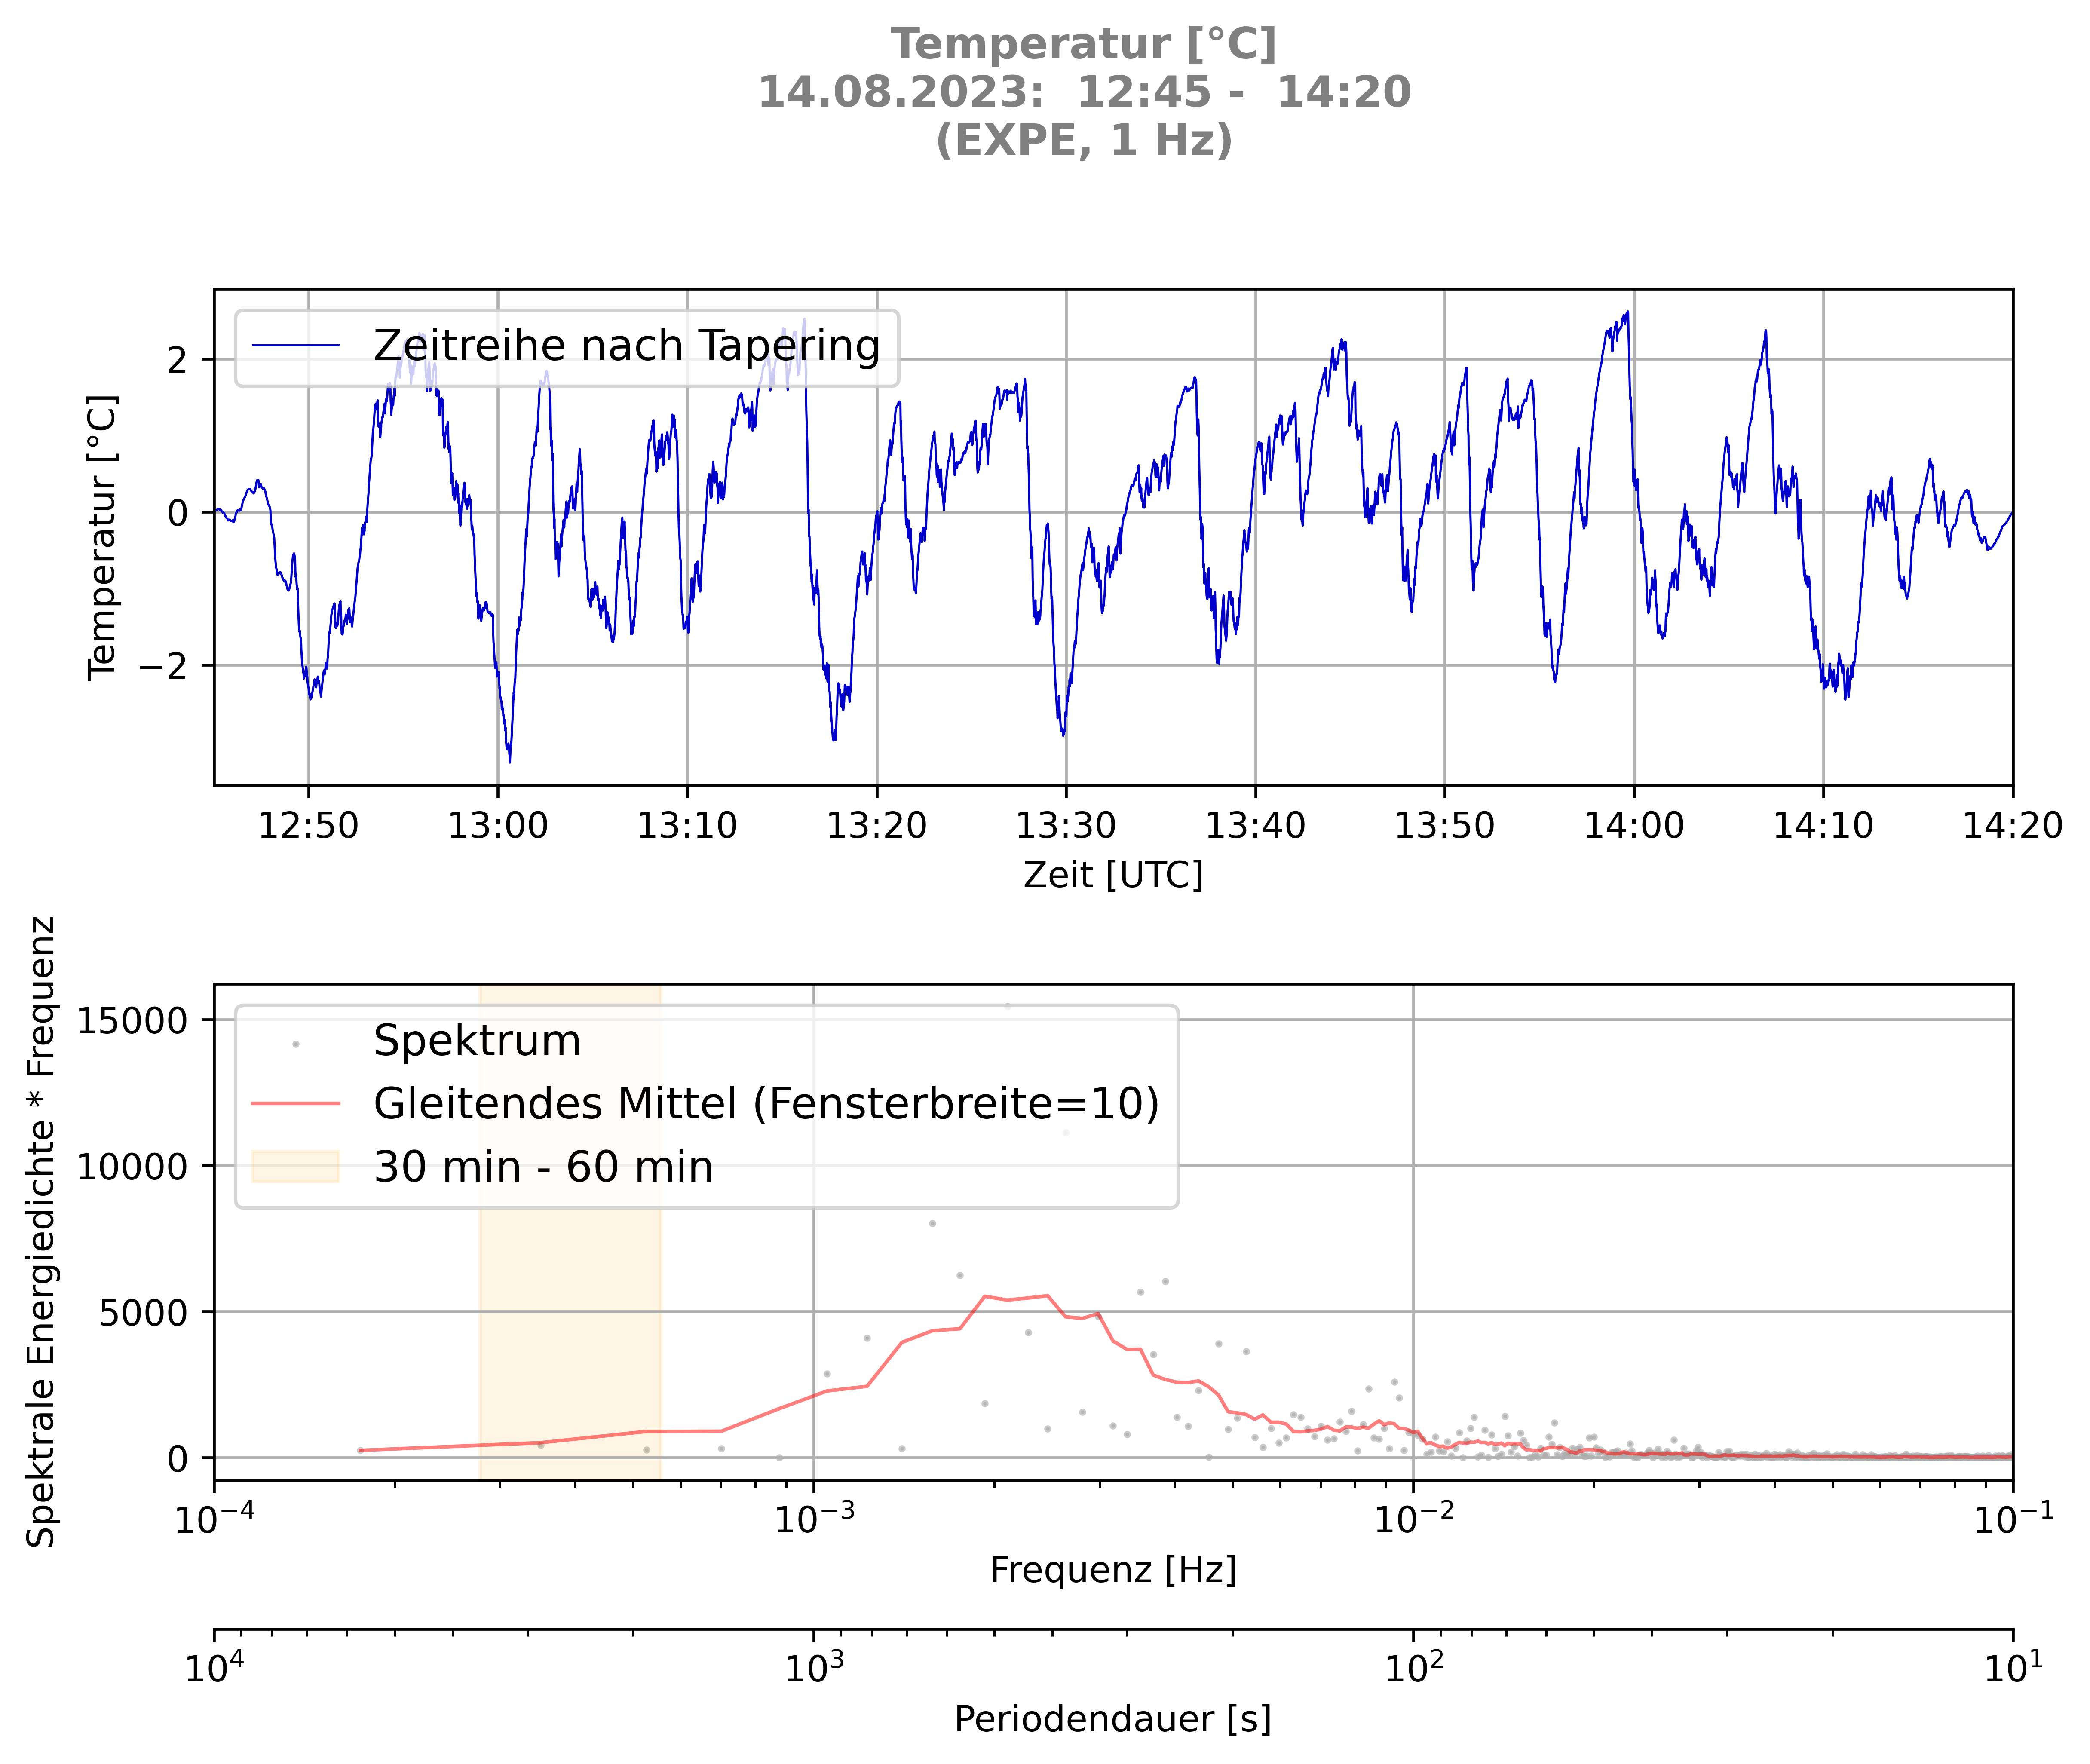 Temperatur [°C]
14.08.2023:  12:45 -  14:20
(EXPE, 1 Hz)
Zeitreihe nach Tapering
Temperatur [°C]
2
0
−2
12:50 13:00 13:10 13:20 13:30 13:40 13:50 14:00 14:10 14:20
Zeit [UTC]
Spektrale Energiedichte * Frequenz
15000
10000
5000
0
Spektrum
Gleitendes Mittel (Fensterbreite=10)
30 min - 60 min
10⁻⁴ 10⁻³ 10⁻² 10⁻¹
Frequenz [Hz]
10⁴ 10³ 10² 10¹
Periodendauer [s]